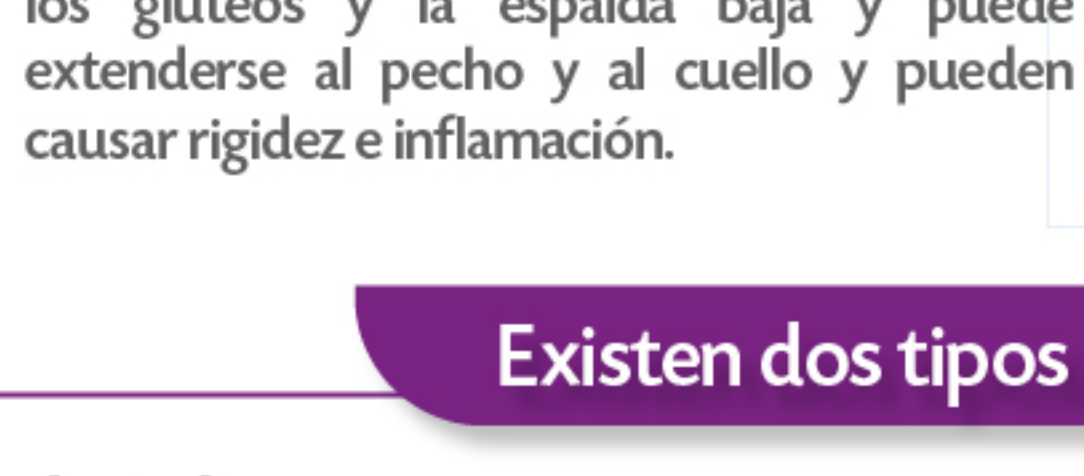 los glúteos y la espalda baja y puede
extenderse al pecho y al cuello y pueden
causar rigidez e inflamación.
Existen dos tipos